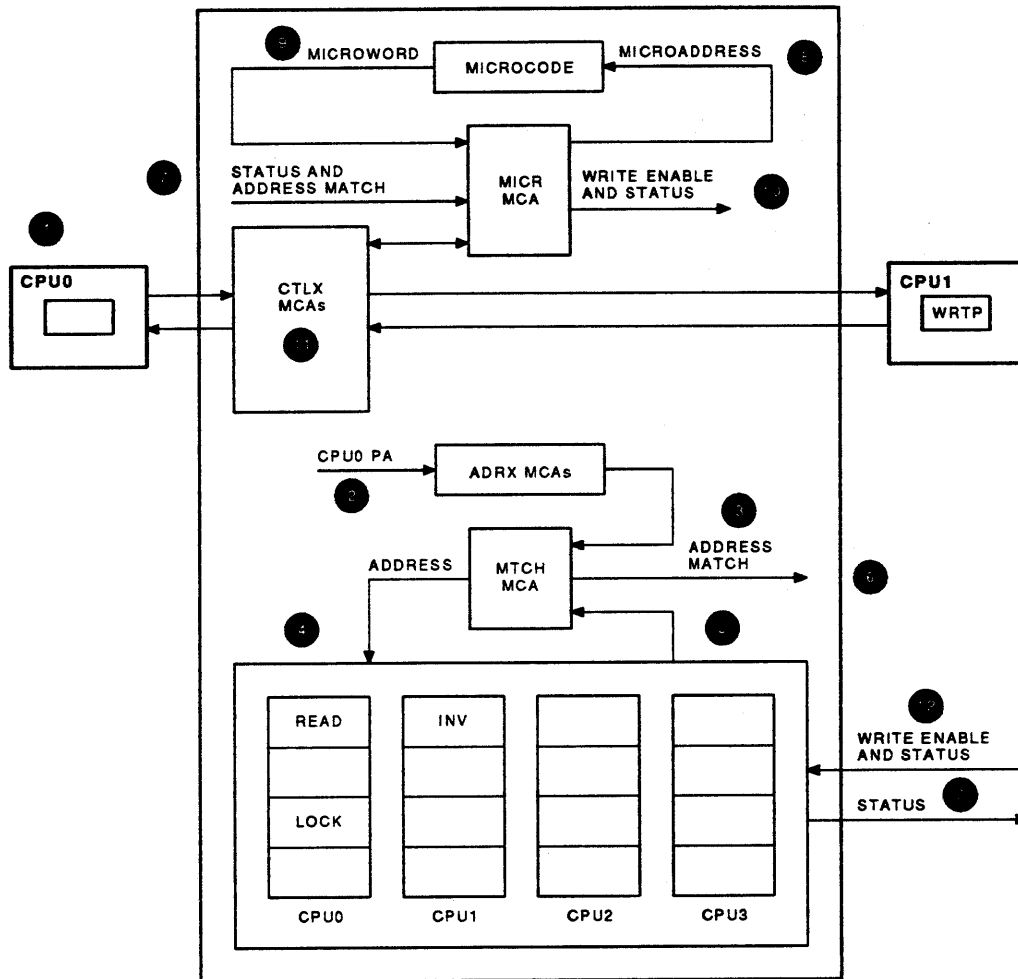 MICROWORD
MICROCODE
MICROADDRESS
STATUS AND
ADDRESS MATCH
MICR
MCA
WRITE ENABLE
AND STATUS
CPU0
CTLX
MCAs
CPU1
WRTP
CPU0 PA
ADRX MCAs
2
3
ADDRESS
MTCH
MCA
ADDRESS
MATCH
4
READ
INV
LOCK
12
WRITE ENABLE
AND STATUS
STATUS
CPU0
CPU1
CPU2
CPU3